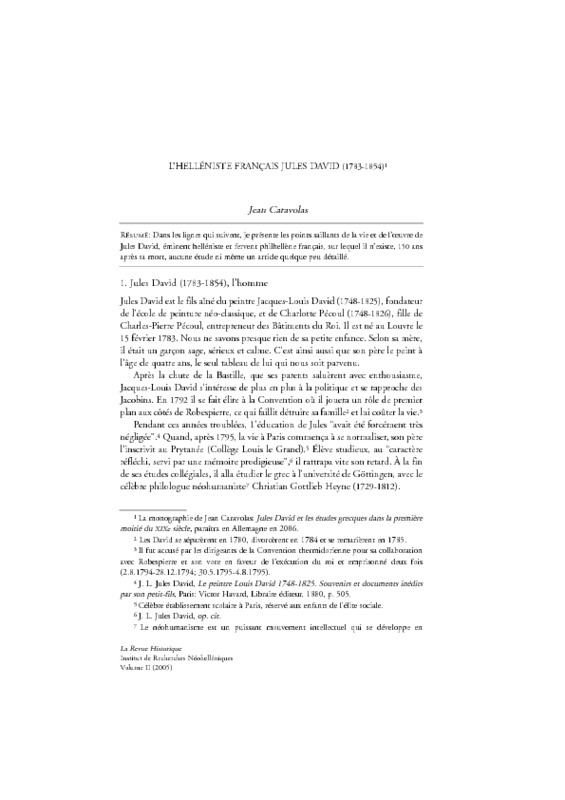 L'HELLÉNISTE FRANÇAIS JULES DAVID (1783-1854)¹
Jean Caravolas
RÉSUMÉ: Dans les lignes qui suivent, je présente les points saillants de la vie et de l'œuvre de
Jules David, éminent helléniste et fervent philhellène français, sur lequel il n'existe, 150 ans
après sa mort, aucune étude ni même un article quelque peu détaillé.
1. Jules David (1783-1854), l'homme
Jules David est le fils aîné du peintre Jacques-Louis David (1748-1825), fondateur
de l'école de peinture néo-classique, et de Charlotte Pécoul (1748-1826), fille de
Charles-Pierre Pécoul, entrepreneur des Bâtiments du Roi. Il est né au Louvre le
15 février 1783. Nous ne savons presque rien de sa petite enfance. Selon sa mère,
il était un garçon sage, sérieux et calme. C'est ainsi aussi que son père le peint à
l'âge de quatre ans, le seul tableau de lui qui nous soit parvenu.
Après la chute de la Bastille, que ses parents saluèrent avec enthousiasme,
Jacques-Louis David s'intéresse de plus en plus à la politique et se rapproche des
Jacobins. En 1792 il se fait élire à la Convention où il jouera un rôle de premier
plan aux côtés de Robespierre, ce qui faillit détruire sa famille² et lui coûter la vie.³
Pendant ces années troublées, l'éducation de Jules "avait été forcément très
négligée".⁴ Quand, après 1795, la vie à Paris commença à se normaliser, son père
l'inscrivit au Prytanée (Collège Louis le Grand).⁵ Élève studieux, au "caractère
réfléchi, servi par une mémoire prodigieuse",⁶ il rattrapa vite son retard. À la fin
de ses études collégiales, il alla étudier le grec à l'université de Göttingen, avec le
célèbre philologue néohumaniste⁷ Christian Gottlieb Heyne (1729-1812).
¹ La monographie de Jean Caravolas: Jules David et les études grecques dans la première
moitié du XIXe siècle, paraîtra en Allemagne en 2086.
² Les David se séparèrent en 1780, divorcèrent en 1784 et se remarièrent en 1785.
³ Il fut accusé par les dirigeants de la Convention thermidorienne pour sa collaboration
avec Robespierre et son vote en faveur de l'exécution du roi et emprisonné deux fois
(2.8.1794-28.12.1794; 30.5.1795-4.8.1795).
⁴ J. L. Jules David, Le peintre Louis David 1748-1825. Souvenirs et documents inédits
par son petit-fils, Paris: Victor Havard, Libraire éditeur, 1880, p. 505.
⁵ Célèbre établissement scolaire à Paris, réservé aux enfants de l'élite sociale.
⁶ J. L. Jules David, op. cit.
⁷ Le néohumanisme est un puissant mouvement intellectuel qui se développe en
La Revue Historique
Institut de Recherches Néohelléniques
Volume II (2005)